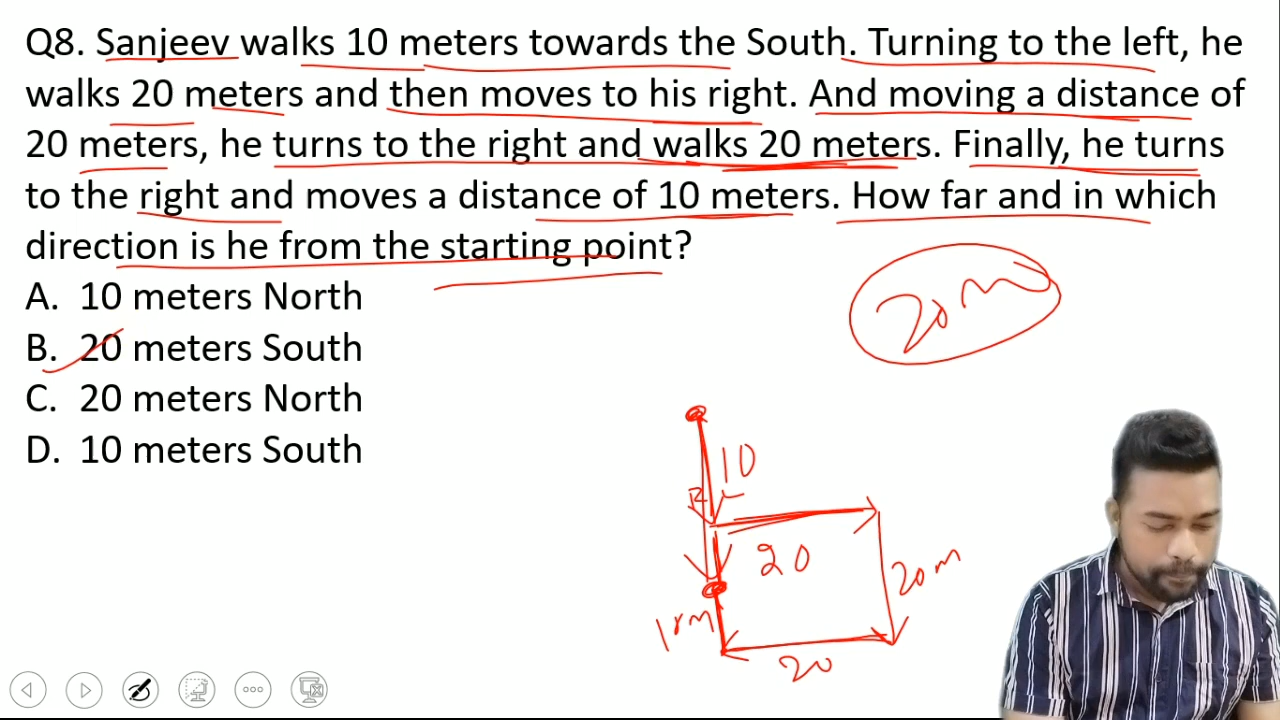 Q8. Sanjeev walks 10 meters towards the South. Turning to the left, he
walks 20 meters and then moves to his right. And moving a distance of
20 meters, he turns to the right and walks 20 meters. Finally, he turns
to the right and moves a distance of 10 meters. How far and in which
direction is he from the starting point?
A. 10 meters North
B. 20 meters South
C. 20 meters North
D. 10 meters South
20 m
10
R L
20
20 m
10m
20